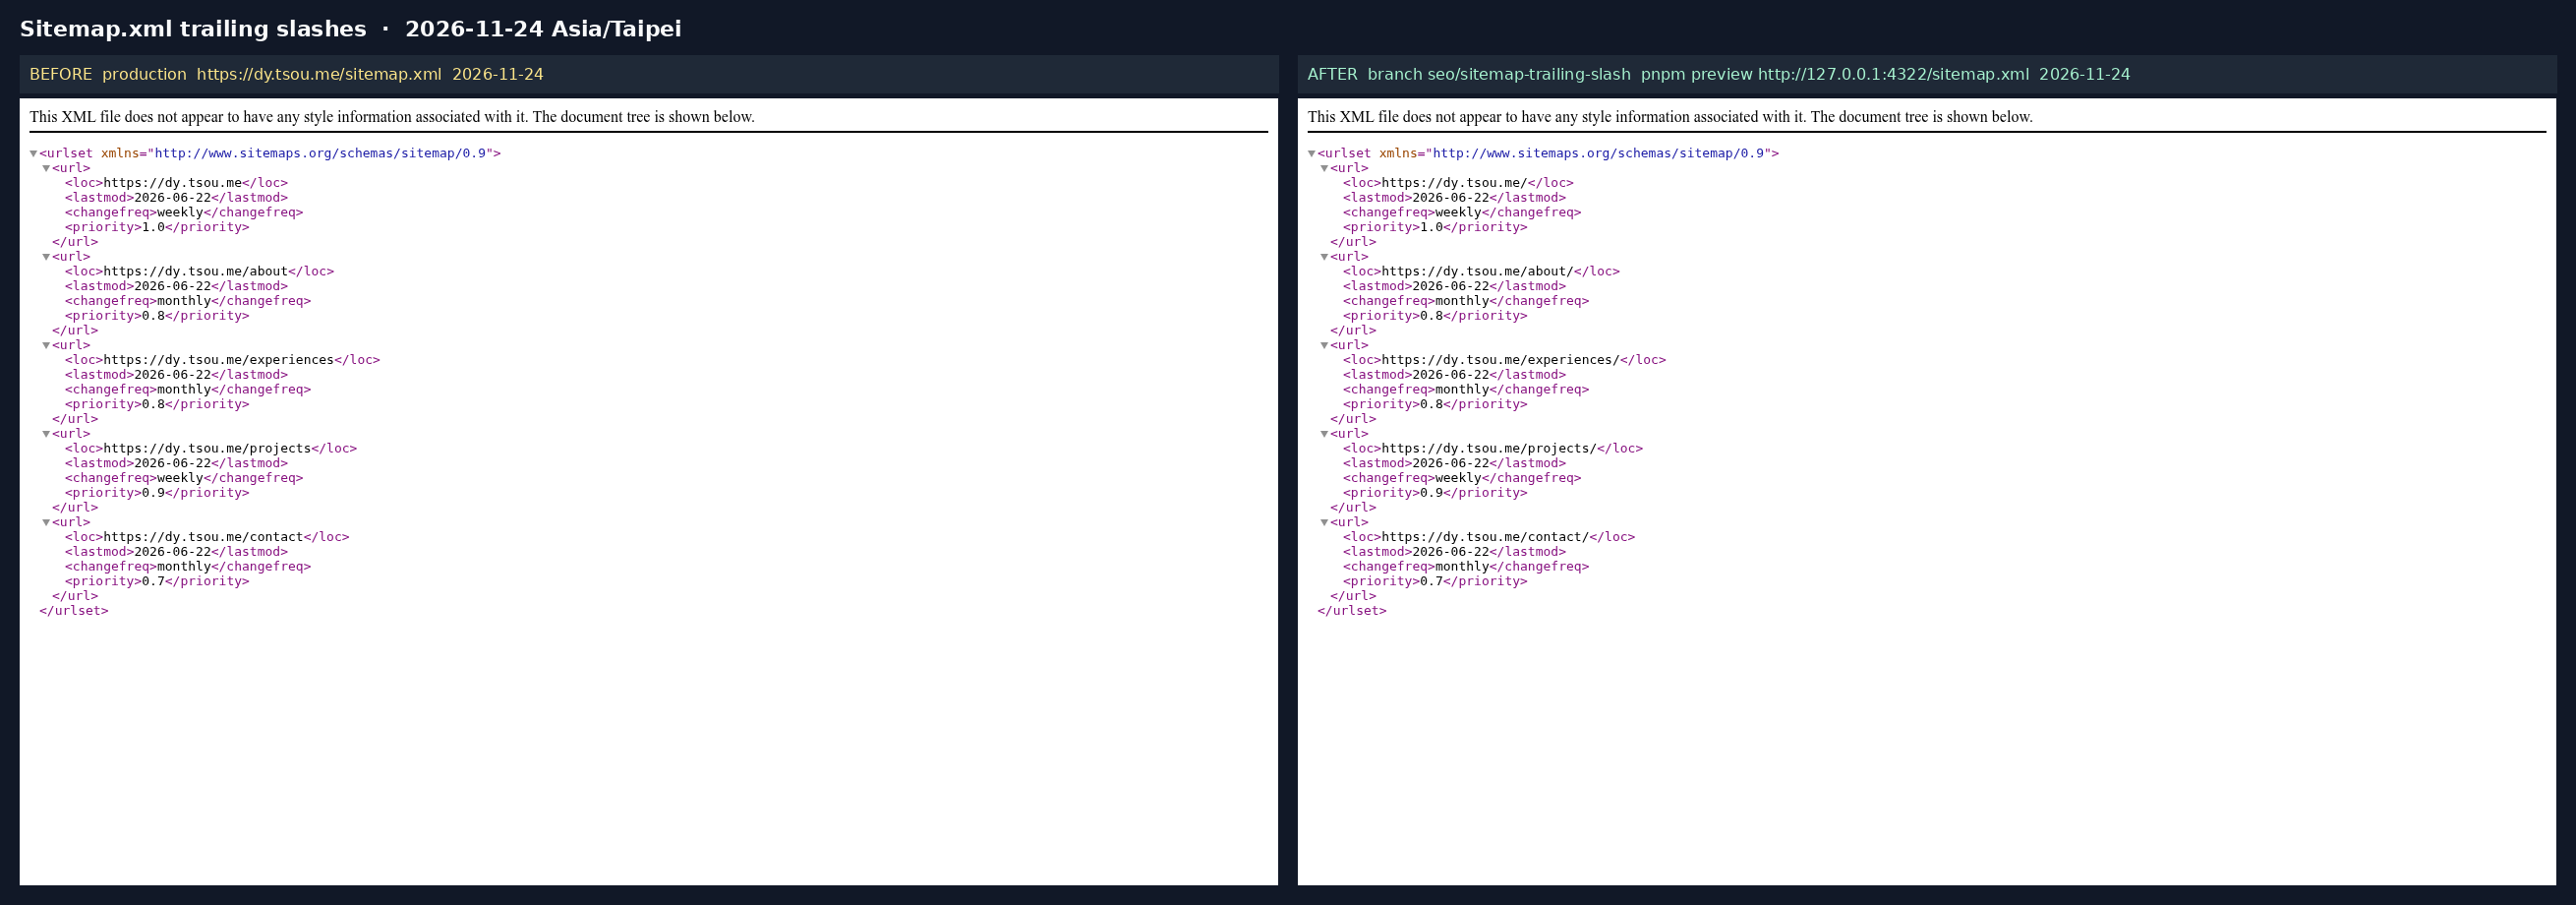 Sitemap.xml trailing slashes · 2026-11-24 Asia/Taipei
BEFORE production https://dy.tsou.me/sitemap.xml 2026-11-24
This XML file does not appear to have any style information associated with it. The document tree is shown below.
▼<urlset xmlns="http://www.sitemaps.org/schemas/sitemap/0.9">
▼<url>
<loc>https://dy.tsou.me</loc>
<lastmod>2026-06-22</lastmod>
<changefreq>weekly</changefreq>
<priority>1.0</priority>
</url>
▼<url>
<loc>https://dy.tsou.me/about</loc>
<lastmod>2026-06-22</lastmod>
<changefreq>monthly</changefreq>
<priority>0.8</priority>
</url>
▼<url>
<loc>https://dy.tsou.me/experiences</loc>
<lastmod>2026-06-22</lastmod>
<changefreq>monthly</changefreq>
<priority>0.8</priority>
</url>
▼<url>
<loc>https://dy.tsou.me/projects</loc>
<lastmod>2026-06-22</lastmod>
<changefreq>weekly</changefreq>
<priority>0.9</priority>
</url>
▼<url>
<loc>https://dy.tsou.me/contact</loc>
<lastmod>2026-06-22</lastmod>
<changefreq>monthly</changefreq>
<priority>0.7</priority>
</url>
</urlset>
AFTER branch seo/sitemap-trailing-slash pnpm preview http://127.0.0.1:4322/sitemap.xml 2026-11-24
This XML file does not appear to have any style information associated with it. The document tree is shown below.
▼<urlset xmlns="http://www.sitemaps.org/schemas/sitemap/0.9">
▼<url>
<loc>https://dy.tsou.me/</loc>
<lastmod>2026-06-22</lastmod>
<changefreq>weekly</changefreq>
<priority>1.0</priority>
</url>
▼<url>
<loc>https://dy.tsou.me/about/</loc>
<lastmod>2026-06-22</lastmod>
<changefreq>monthly</changefreq>
<priority>0.8</priority>
</url>
▼<url>
<loc>https://dy.tsou.me/experiences/</loc>
<lastmod>2026-06-22</lastmod>
<changefreq>monthly</changefreq>
<priority>0.8</priority>
</url>
▼<url>
<loc>https://dy.tsou.me/projects/</loc>
<lastmod>2026-06-22</lastmod>
<changefreq>weekly</changefreq>
<priority>0.9</priority>
</url>
▼<url>
<loc>https://dy.tsou.me/contact/</loc>
<lastmod>2026-06-22</lastmod>
<changefreq>monthly</changefreq>
<priority>0.7</priority>
</url>
</urlset>